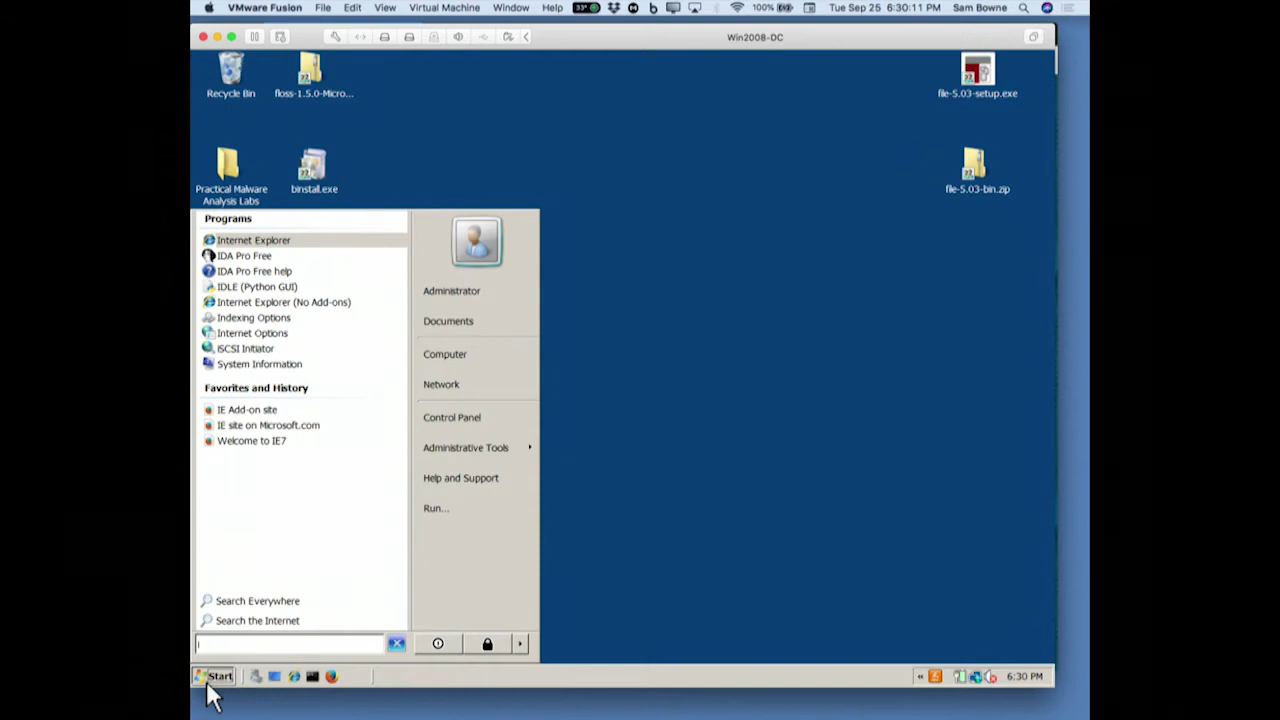 VMware Fusion File Edit View Virtual Machine Window Help 33° 100% Tue Sep 25 6:30:11 PM Sam Bowne
Win2008-DC
Recycle Bin
floss-1.5.0-Micro...
file-5.03-setup.exe
Practical Malware
Analysis Labs
binstall.exe
file-5.03-bin.zip
Programs
Internet Explorer
IDA Pro Free
IDA Pro Free help
IDLE (Python GUI)
Internet Explorer (No Add-ons)
Indexing Options
Internet Options
iSCSI Initiator
System Information
Favorites and History
IE Add-on site
IE site on Microsoft.com
Welcome to IE7
Search Everywhere
Search the Internet
i
Administrator
Documents
Computer
Network
Control Panel
Administrative Tools
Help and Support
Run...
Start
6:30 PM